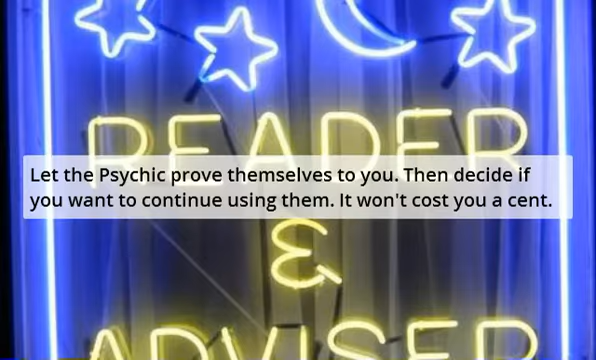 READER
Let the Psychic prove themselves to you. Then decide if
you want to continue using them. It won't cost you a cent.
&
ADVISER